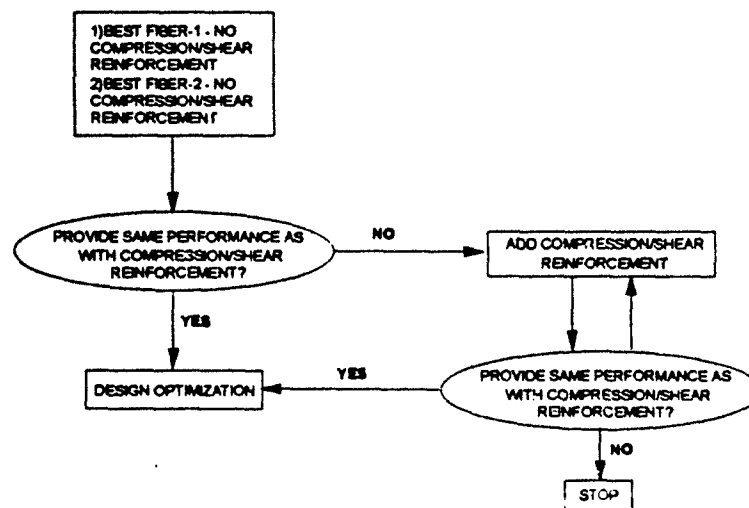 1)BEST FIBER-1 - NO
COMPRESSION/SHEAR
REINFORCEMENT
2)BEST FIBER-2 - NO
COMPRESSION/SHEAR
REINFORCEMENT
PROVIDE SAME PERFORMANCE AS
WITH COMPRESSION/SHEAR
REINFORCEMENT?
NO
ADD COMPRESSION/SHEAR
REINFORCEMENT
YES
DESIGN OPTIMIZATION
YES
PROVIDE SAME PERFORMANCE AS
WITH COMPRESSION/SHEAR
REINFORCEMENT?
NO
STOP